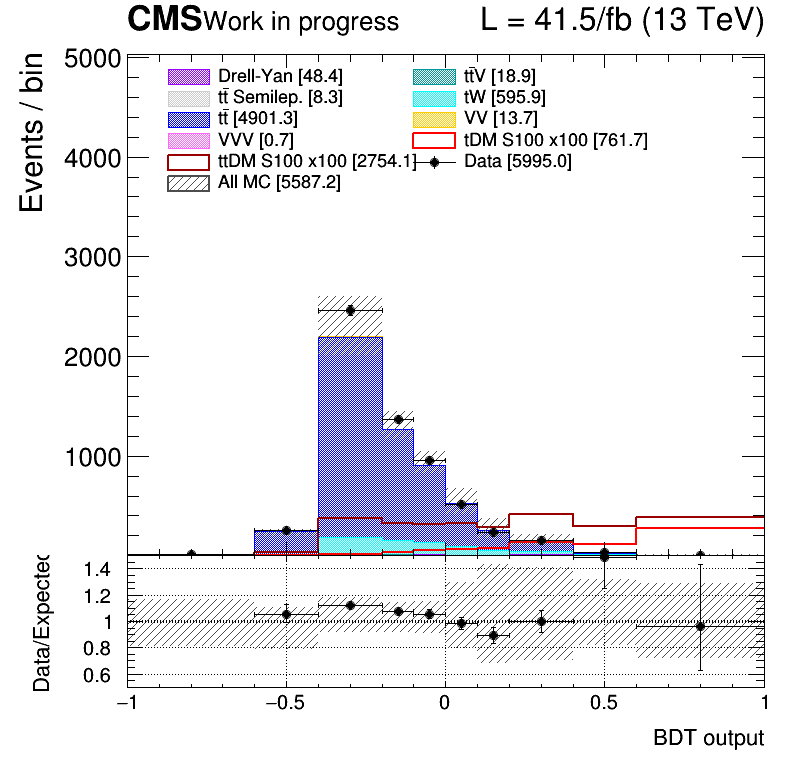 CMS Work in progress L = 41.5/fb (13 TeV)
Events / bin
5000
4000
3000
2000
1000
Drell-Yan [48.4]
tt̄V [18.9]
tt̄ Semilep. [8.3]
tW [595.9]
tt̄ [4901.3]
VV [13.7]
VVV [0.7]
tDM S100 x100 [761.7]
ttDM S100 x100 [2754.1]
Data [5995.0]
All MC [5587.2]
Data/Expected
1.4
1.2
1
0.8
0.6
−1 −0.5 0 0.5 1
BDT output